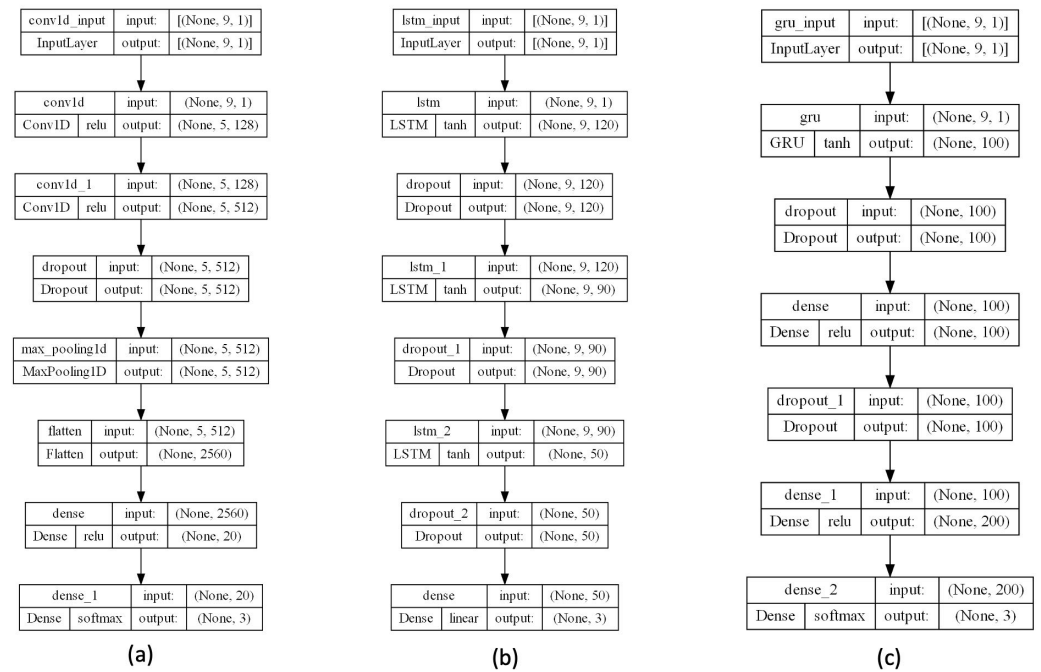 conv1d_input input: [(None, 9, 1)]
InputLayer output: [(None, 9, 1)]
conv1d input: (None, 9, 1)
Conv1D relu output: (None, 5, 128)
conv1d_1 input: (None, 5, 128)
Conv1D relu output: (None, 5, 512)
dropout input: (None, 5, 512)
Dropout output: (None, 5, 512)
max_pooling1d input: (None, 5, 512)
MaxPooling1D output: (None, 5, 512)
flatten input: (None, 5, 512)
Flatten output: (None, 2560)
dense input: (None, 2560)
Dense relu output: (None, 20)
dense_1 input: (None, 20)
Dense softmax output: (None, 3)
(a)
lstm_input input: [(None, 9, 1)]
InputLayer output: [(None, 9, 1)]
lstm input: (None, 9, 1)
LSTM tanh output: (None, 9, 120)
dropout input: (None, 9, 120)
Dropout output: (None, 9, 120)
lstm_1 input: (None, 9, 120)
LSTM tanh output: (None, 9, 90)
dropout_1 input: (None, 9, 90)
Dropout output: (None, 9, 90)
lstm_2 input: (None, 9, 90)
LSTM tanh output: (None, 50)
dropout_2 input: (None, 50)
Dropout output: (None, 50)
dense input: (None, 50)
Dense linear output: (None, 3)
(b)
gru_input input: [(None, 9, 1)]
InputLayer output: [(None, 9, 1)]
gru input: (None, 9, 1)
GRU tanh output: (None, 100)
dropout input: (None, 100)
Dropout output: (None, 100)
dense input: (None, 100)
Dense relu output: (None, 100)
dropout_1 input: (None, 100)
Dropout output: (None, 100)
dense_1 input: (None, 100)
Dense relu output: (None, 200)
dense_2 input: (None, 200)
Dense softmax output: (None, 3)
(c)